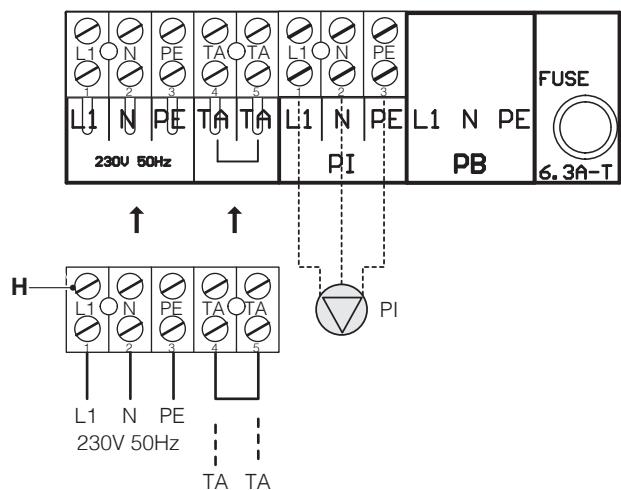 L1 N PE TA TA L1 N PE
1 2 3 4 5 1 2 3
FUSE
L1 N PE TA TA L1 N PE L1 N PE
230V 50Hz PI PB 6.3A-T
H
L1 N PE TA TA
1 2 3 4 5
PI
L1 N PE
230V 50Hz
TA TA